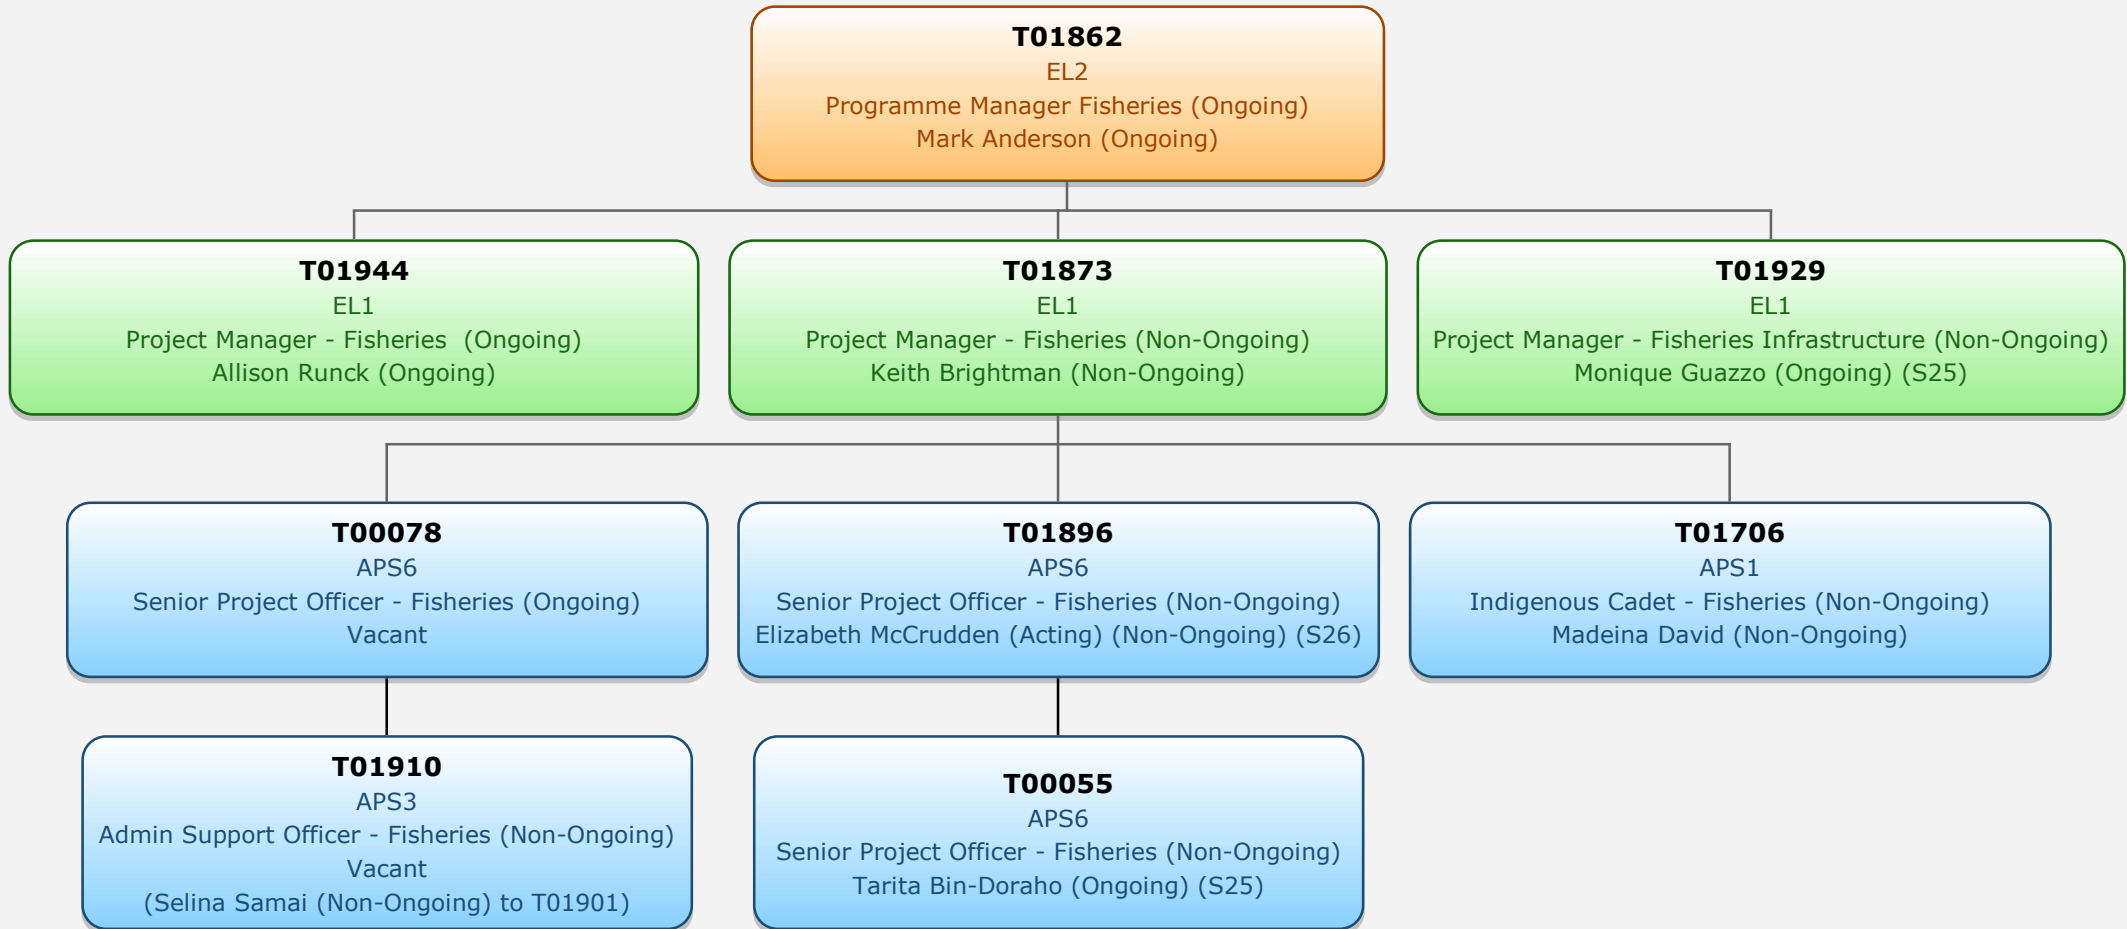 T01862
EL2
Programme Manager Fisheries (Ongoing)
Mark Anderson (Ongoing)
T01944
EL1
Project Manager - Fisheries  (Ongoing)
Allison Runck (Ongoing)
T01873
EL1
Project Manager - Fisheries (Non-Ongoing)
Keith Brightman (Non-Ongoing)
T01929
EL1
Project Manager - Fisheries Infrastructure (Non-Ongoing)
Monique Guazzo (Ongoing) (S25)
T00078
APS6
Senior Project Officer - Fisheries (Ongoing)
Vacant
T01896
APS6
Senior Project Officer - Fisheries (Non-Ongoing)
Elizabeth McCrudden (Acting) (Non-Ongoing) (S26)
T01706
APS1
Indigenous Cadet - Fisheries (Non-Ongoing)
Madeina David (Non-Ongoing)
T01910
APS3
Admin Support Officer - Fisheries (Non-Ongoing)
Vacant
(Selina Samai (Non-Ongoing) to T01901)
T00055
APS6
Senior Project Officer - Fisheries (Non-Ongoing)
Tarita Bin-Doraho (Ongoing) (S25)